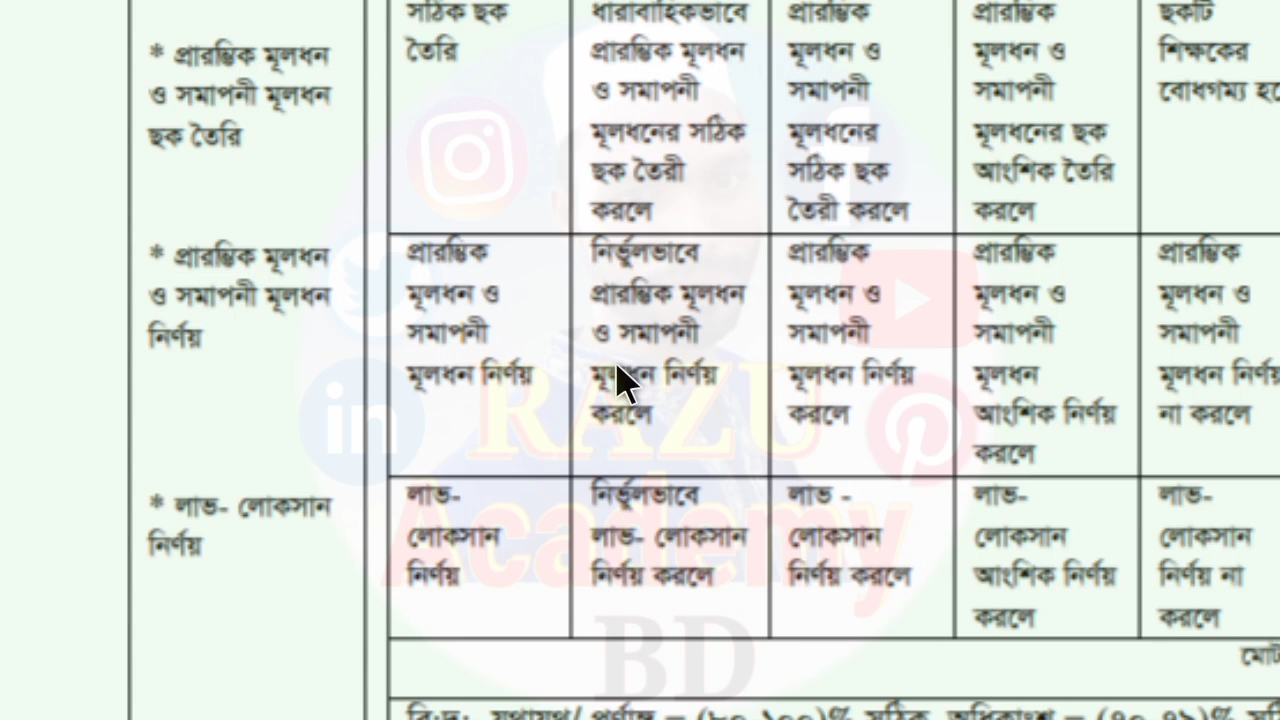 * প্রারম্ভিক মূলধন
ও সমাপনী মূলধন
ছক তৈরি
সঠিক ছক
তৈরি
ধারাবাহিকভাবে
প্রারম্ভিক মূলধন
ও সমাপনী
মূলধনের সঠিক
ছক তৈরী
করলে
প্রারম্ভিক
মূলধন ও
সমাপনী
মূলধনের
সঠিক ছক
তৈরী করলে
প্রারম্ভিক
মূলধন ও
সমাপনী
মূলধনের ছক
আংশিক তৈরি
করলে
ছকটি
শিক্ষকের
বোধগম্য
* প্রারম্ভিক মূলধন
ও সমাপনী মূলধন
নির্ণয়
প্রারম্ভিক
মূলধন ও
সমাপনী
মূলধন নির্ণয়
নির্ভুলভাবে
প্রারম্ভিক মূলধন
ও সমাপনী
মূলধন নির্ণয়
করলে
প্রারম্ভিক
মূলধন ও
সমাপনী
মূলধন নির্ণয়
করলে
প্রারম্ভিক
মূলধন ও
সমাপনী
মূলধন
আংশিক নির্ণয়
করলে
প্রারম্ভিক
মূলধন ও
সমাপনী
মূলধন নির্ণয়
না করলে
* লাভ- লোকসান
নির্ণয়
লাভ-
লোকসান
নির্ণয়
নির্ভুলভাবে
লাভ- লোকসান
নির্ণয় করলে
লাভ -
লোকসান
নির্ণয় করলে
লাভ-
লোকসান
আংশিক নির্ণয়
করলে
লাভ-
লোকসান
নির্ণয় না
করলে
মোট
RAZU
Academy
BD